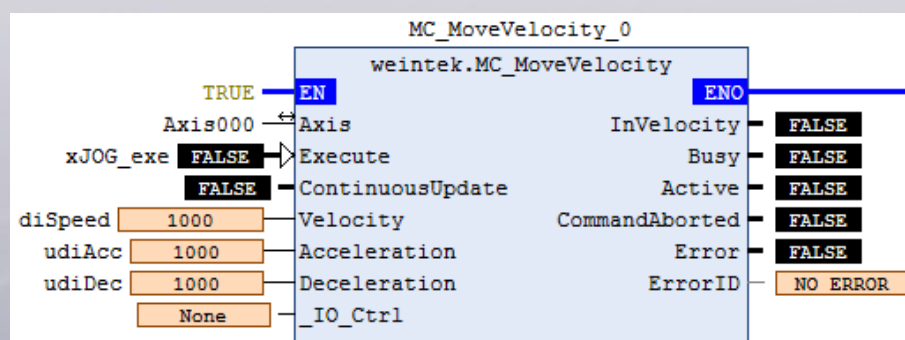 MC_MoveVelocity_0
weintek.MC_MoveVelocity
TRUE EN ENO
Axis000 Axis InVelocity FALSE
xJOG_exe FALSE Execute Busy FALSE
FALSE ContinuousUpdate Active FALSE
diSpeed 1000 Velocity CommandAborted FALSE
udiAcc 1000 Acceleration Error FALSE
udiDec 1000 Deceleration ErrorID NO ERROR
None _IO_Ctrl